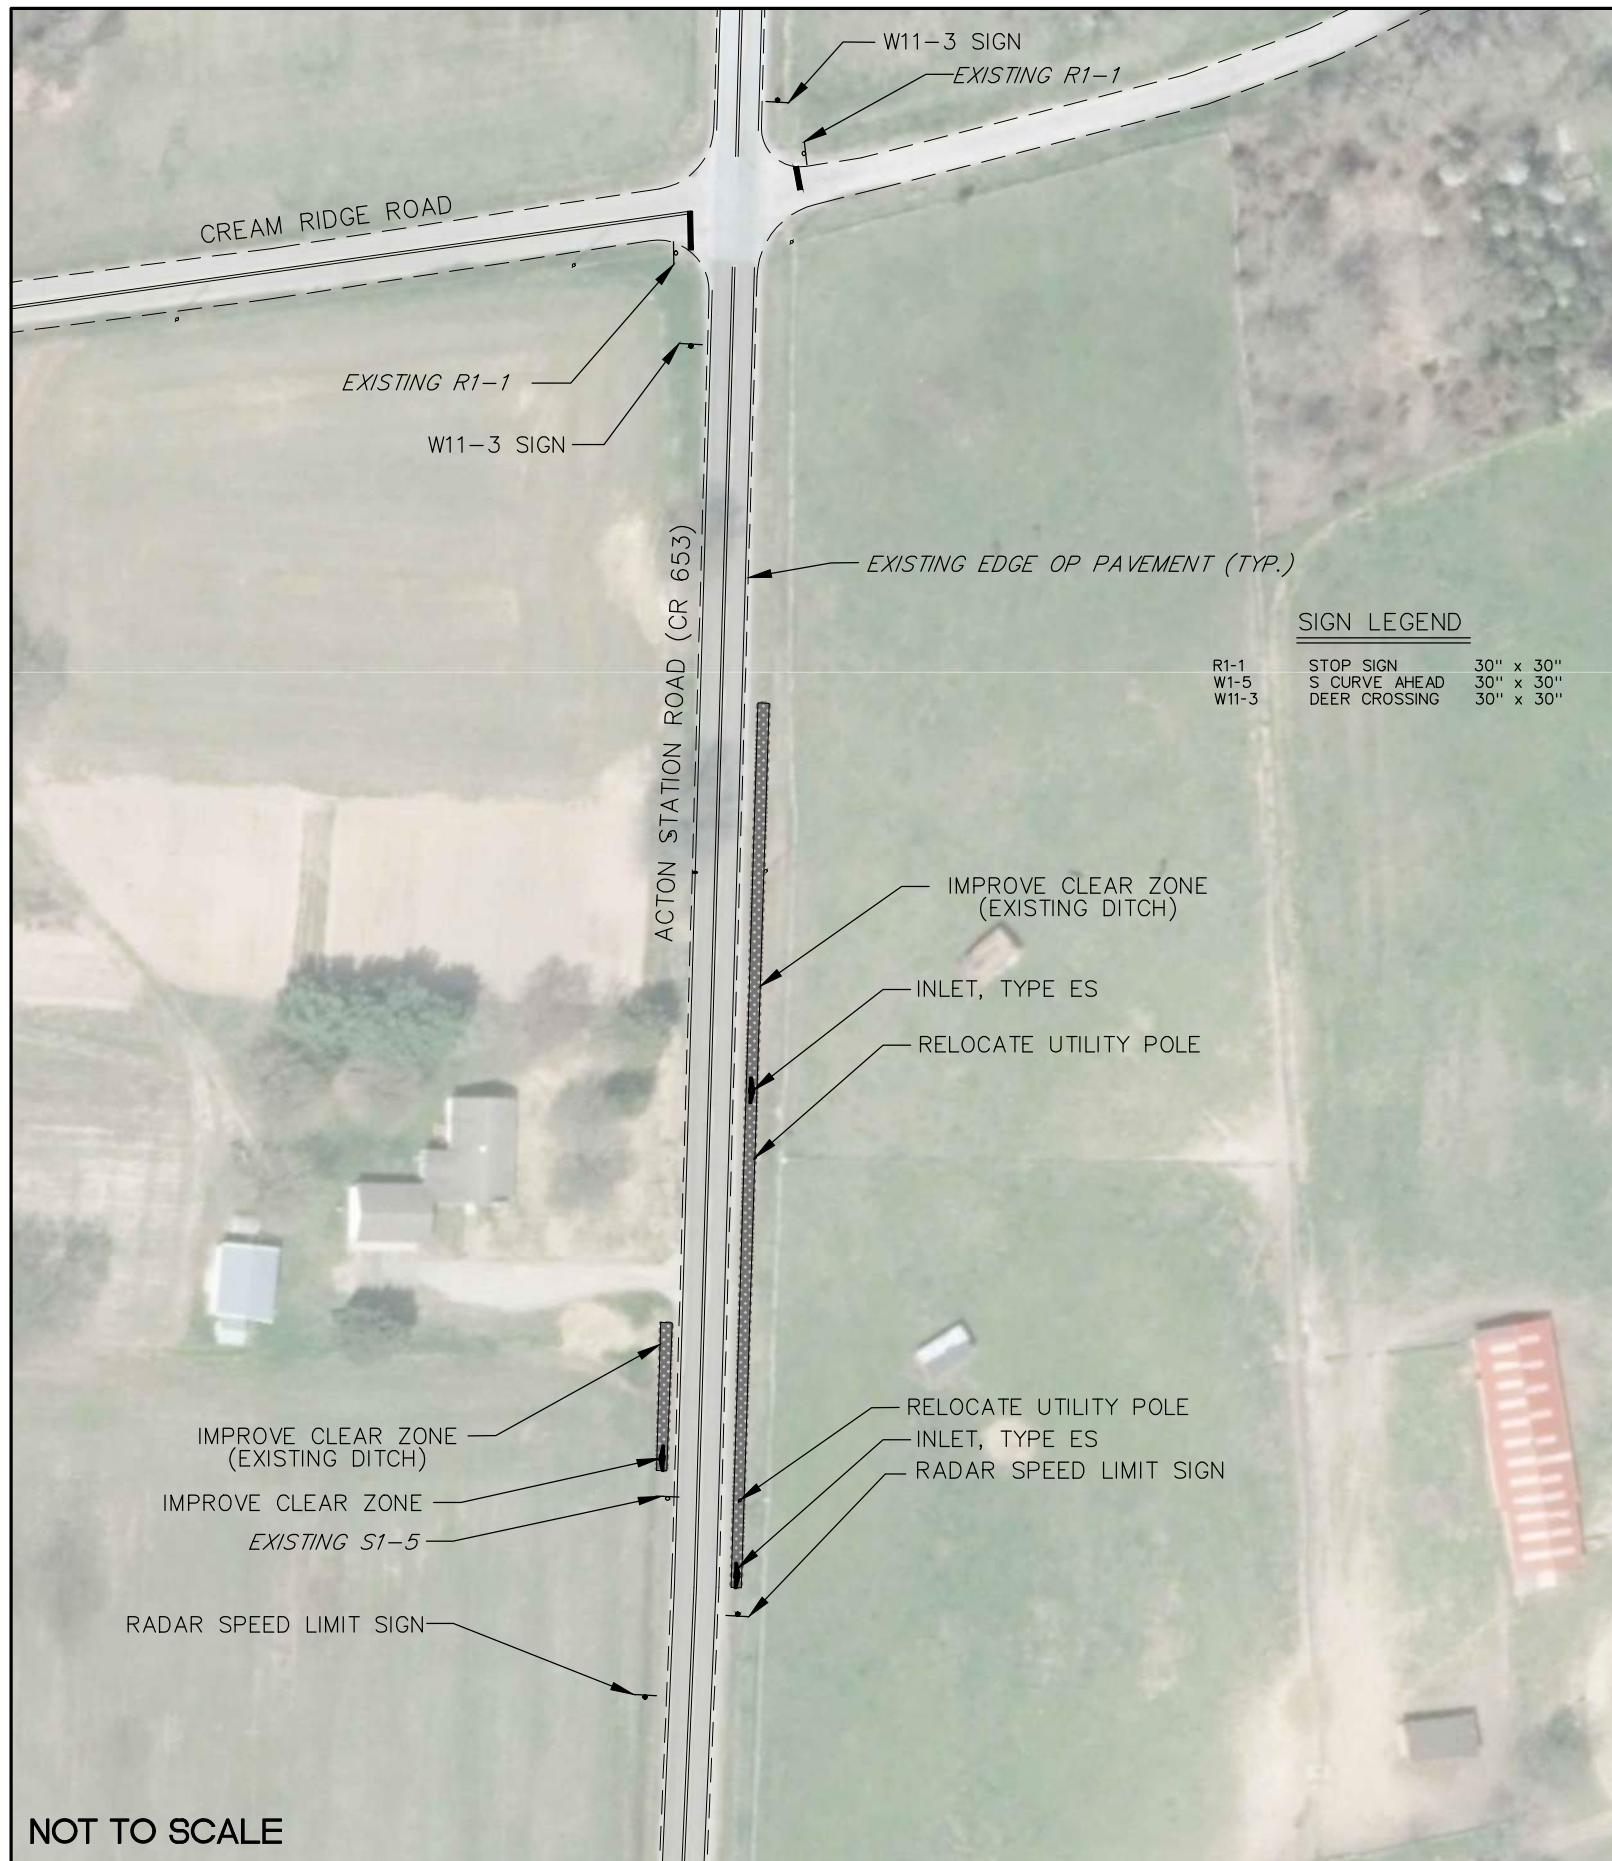 W11-3 SIGN
EXISTING R1-1
CREAM RIDGE ROAD
EXISTING R1-1
W11-3 SIGN
ACTON STATION ROAD (CR 653)
EXISTING EDGE OP PAVEMENT (TYP.)
SIGN LEGEND
R1-1 STOP SIGN 30" x 30"
W1-5 S CURVE AHEAD 30" x 30"
W11-3 DEER CROSSING 30" x 30"
IMPROVE CLEAR ZONE
(EXISTING DITCH)
INLET, TYPE ES
RELOCATE UTILITY POLE
IMPROVE CLEAR ZONE
(EXISTING DITCH)
IMPROVE CLEAR ZONE
EXISTING S1-5
RELOCATE UTILITY POLE
INLET, TYPE ES
RADAR SPEED LIMIT SIGN
RADAR SPEED LIMIT SIGN
NOT TO SCALE